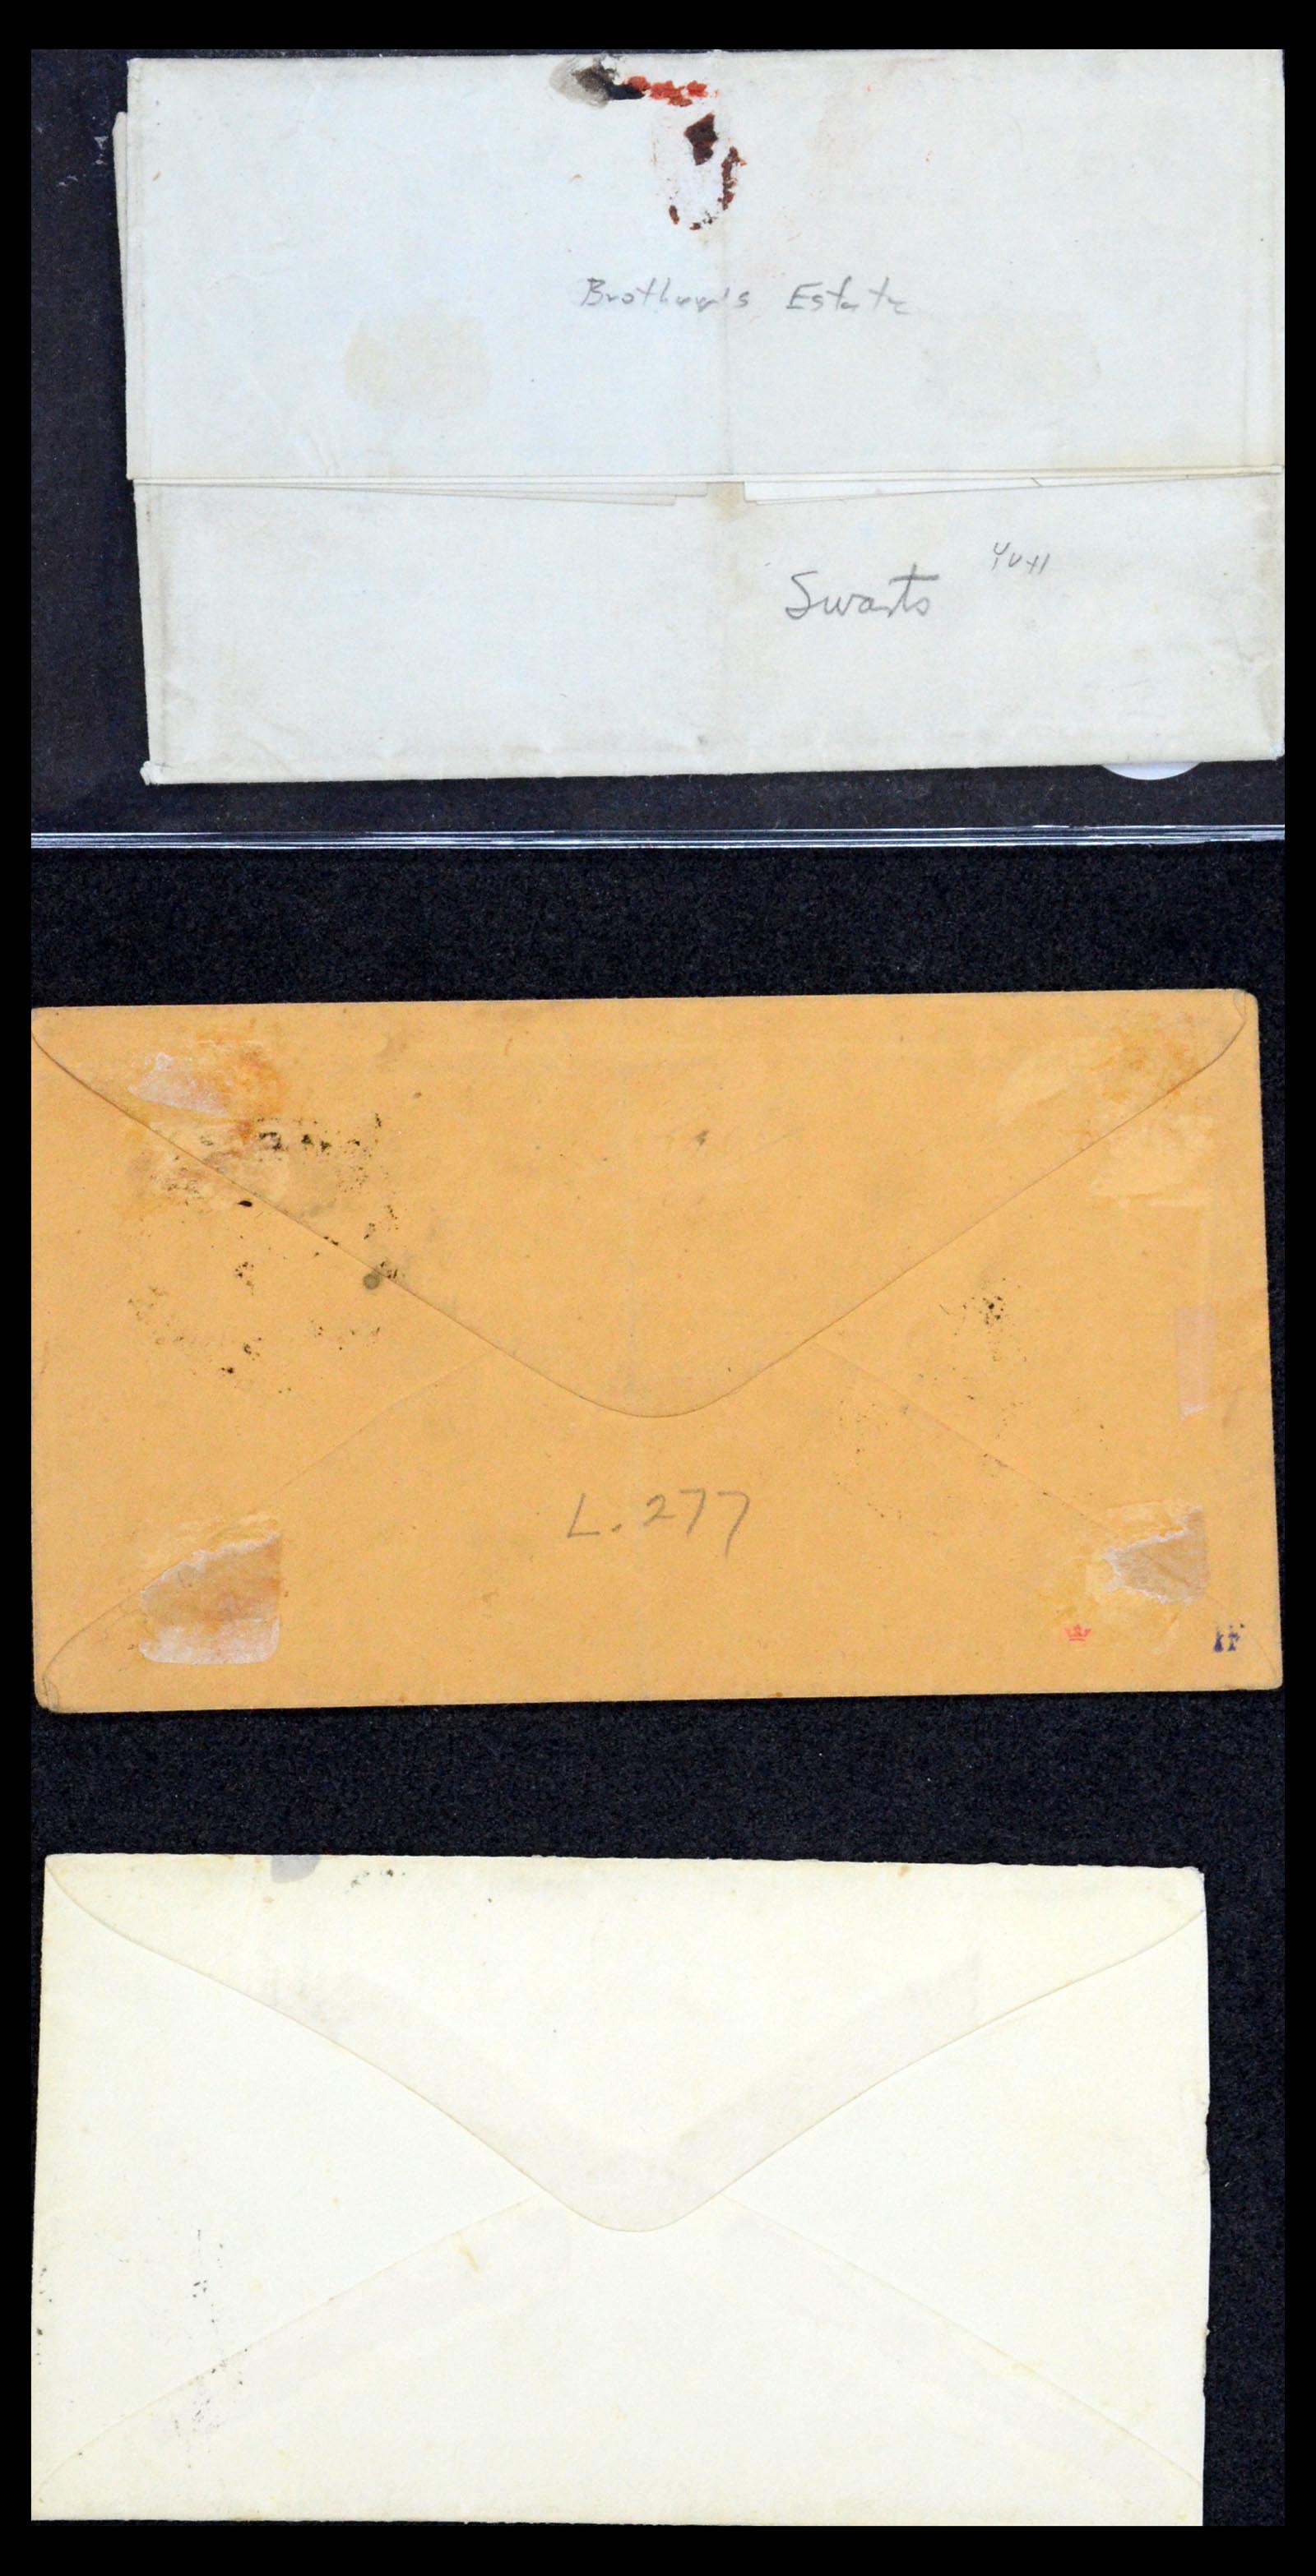 Brother's Estate
Swarts
L. 277